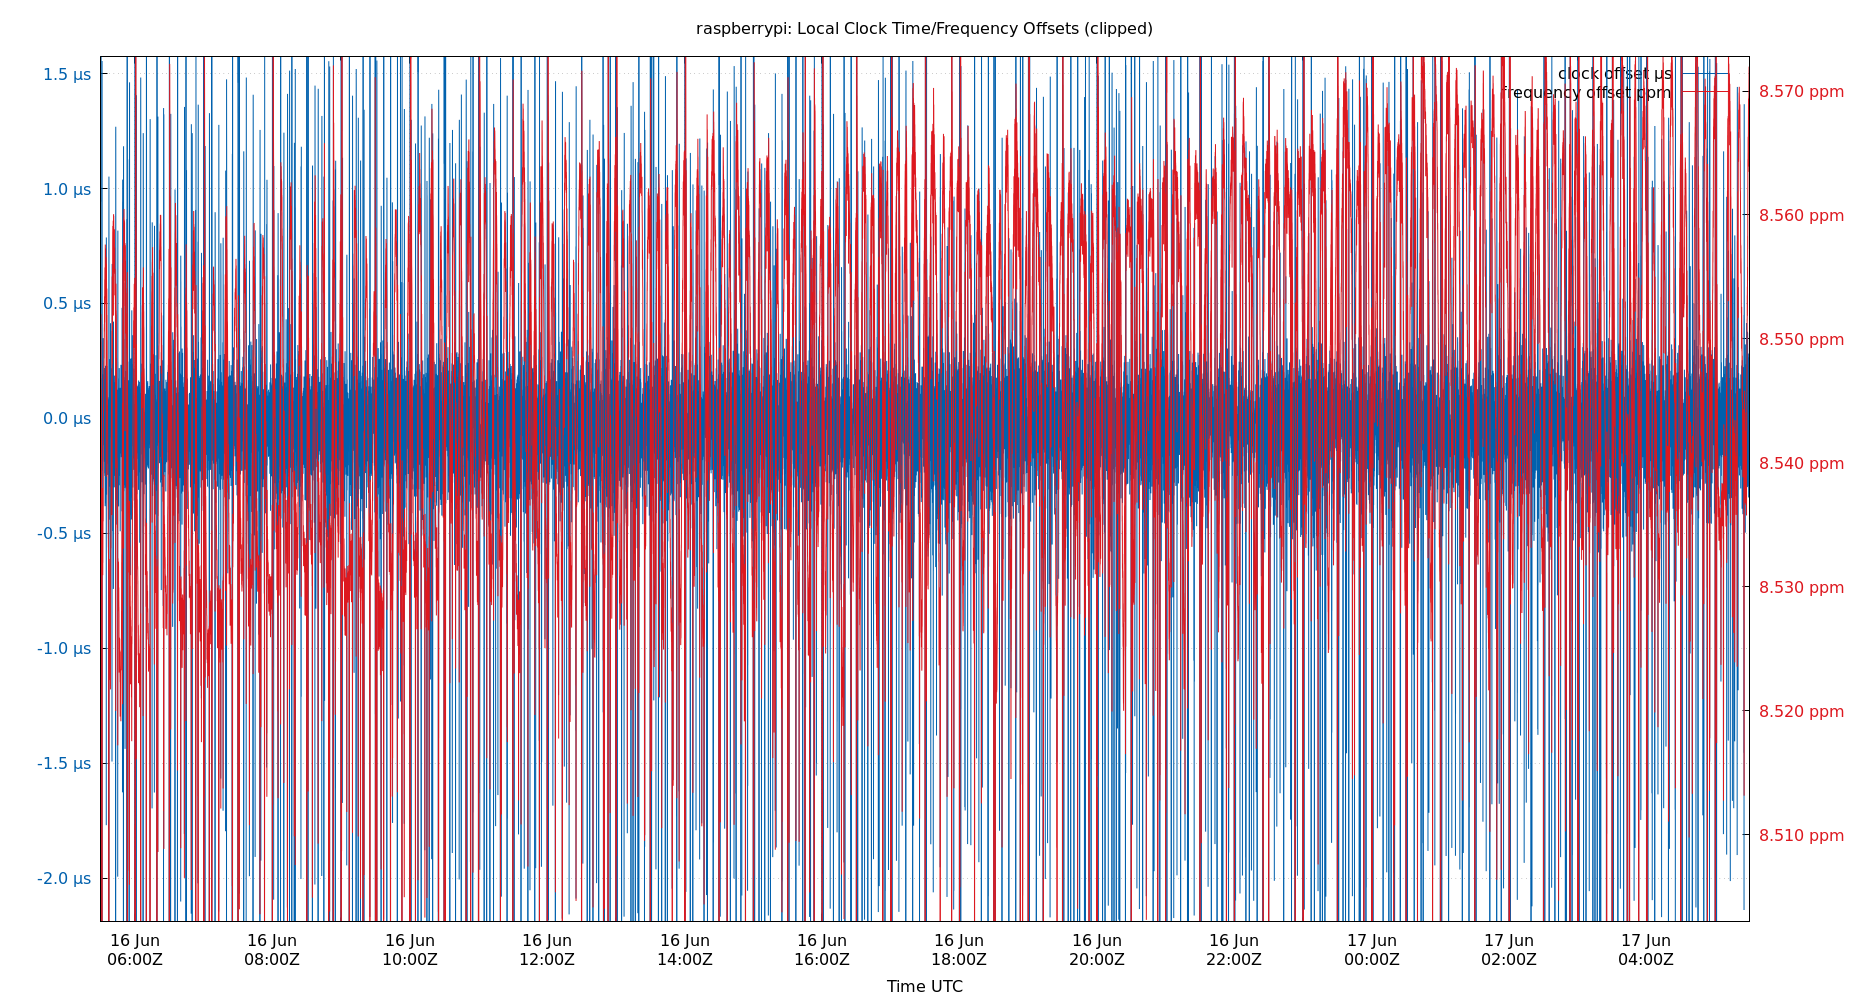 raspberrypi: Local Clock Time/Frequency Offsets (clipped)
clock offset µs
frequency offset ppm
1.5 µs
1.0 µs
0.5 µs
0.0 µs
-0.5 µs
-1.0 µs
-1.5 µs
-2.0 µs
8.570 ppm
8.560 ppm
8.550 ppm
8.540 ppm
8.530 ppm
8.520 ppm
8.510 ppm
16 Jun 16 Jun 16 Jun 16 Jun 16 Jun 16 Jun 16 Jun 16 Jun 16 Jun 17 Jun 17 Jun 17 Jun
06:00Z 08:00Z 10:00Z 12:00Z 14:00Z 16:00Z 18:00Z 20:00Z 22:00Z 00:00Z 02:00Z 04:00Z
Time UTC